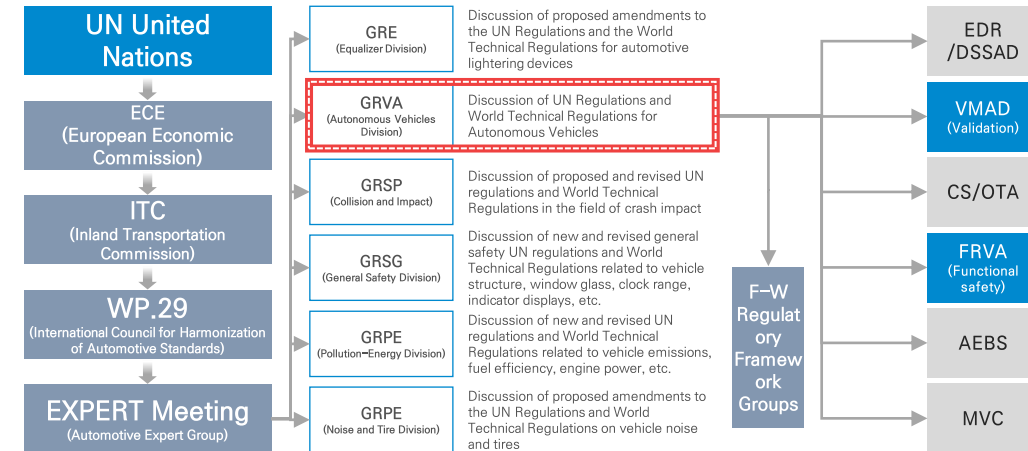 UN United
Nations
ECE
(European Economic
Commission)
ITC
(Inland Transportation
Commission)
WP.29
(International Council for Harmonization
of Automotive Standards)
EXPERT Meeting
(Automotive Expert Group)
GRE
(Equalizer Division)
Discussion of proposed amendments to
the UN Regulations and the World
Technical Regulations for automotive
lightering devices
GRVA
(Autonomous Vehicles
Division)
Discussion of UN Regulations and
World Technical Regulations for
Autonomous Vehicles
GRSP
(Collision and Impact)
Discussion of proposed and revised UN
regulations and World Technical
Regulations in the field of crash impact
GRSG
(General Safety Division)
Discussion of new and revised general
safety UN regulations and World
Technical Regulations related to vehicle
structure, window glass, clock range,
indicator displays, etc.
GRPE
(Pollution-Energy Division)
Discussion of new and revised UN
regulations and World Technical
Regulations related to vehicle emissions,
fuel efficiency, engine power, etc.
GRPE
(Noise and Tire Division)
Discussion of proposed amendments to
the UN Regulations and World
Technical Regulations on vehicle noise
and tires
F-W
Regulat
ory
Framew
ork
Groups
EDR
/DSSAD
VMAD
(Validation)
CS/OTA
FRVA
(Functional
safety)
AEBS
MVC